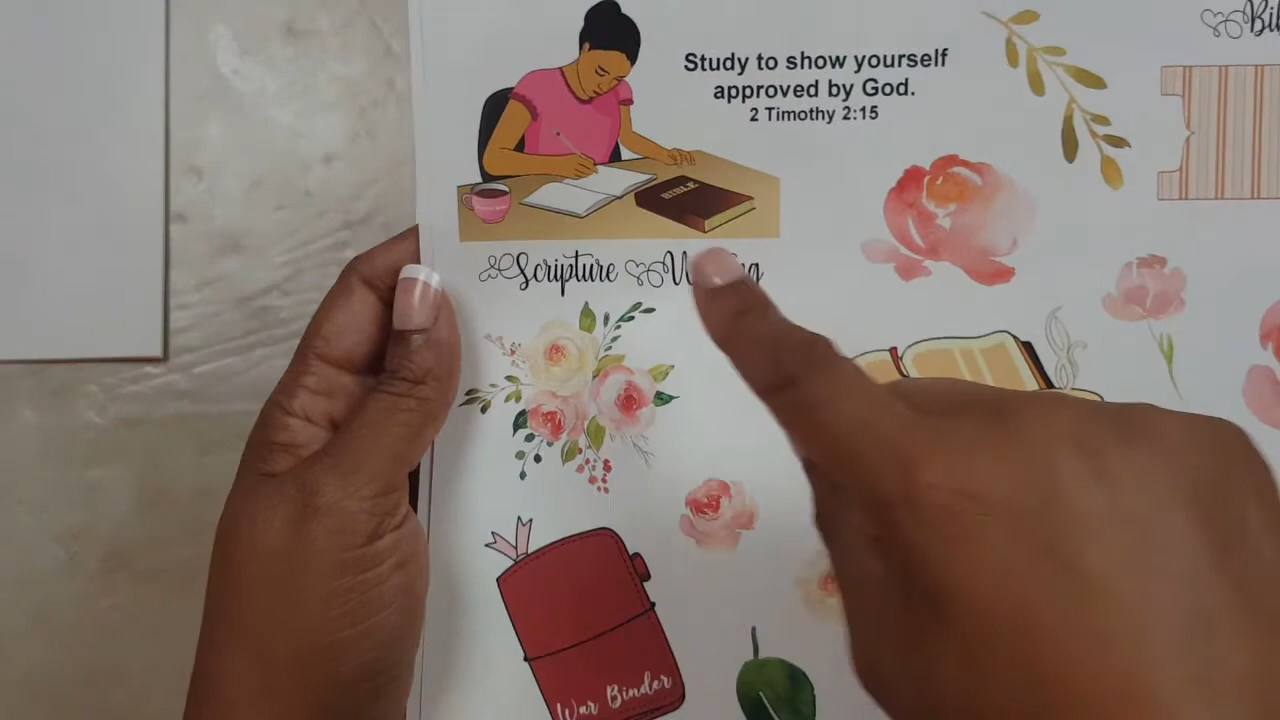 Study to show yourself
approved by God.
2 Timothy 2:15
BIBLE
Scripture
War Binder